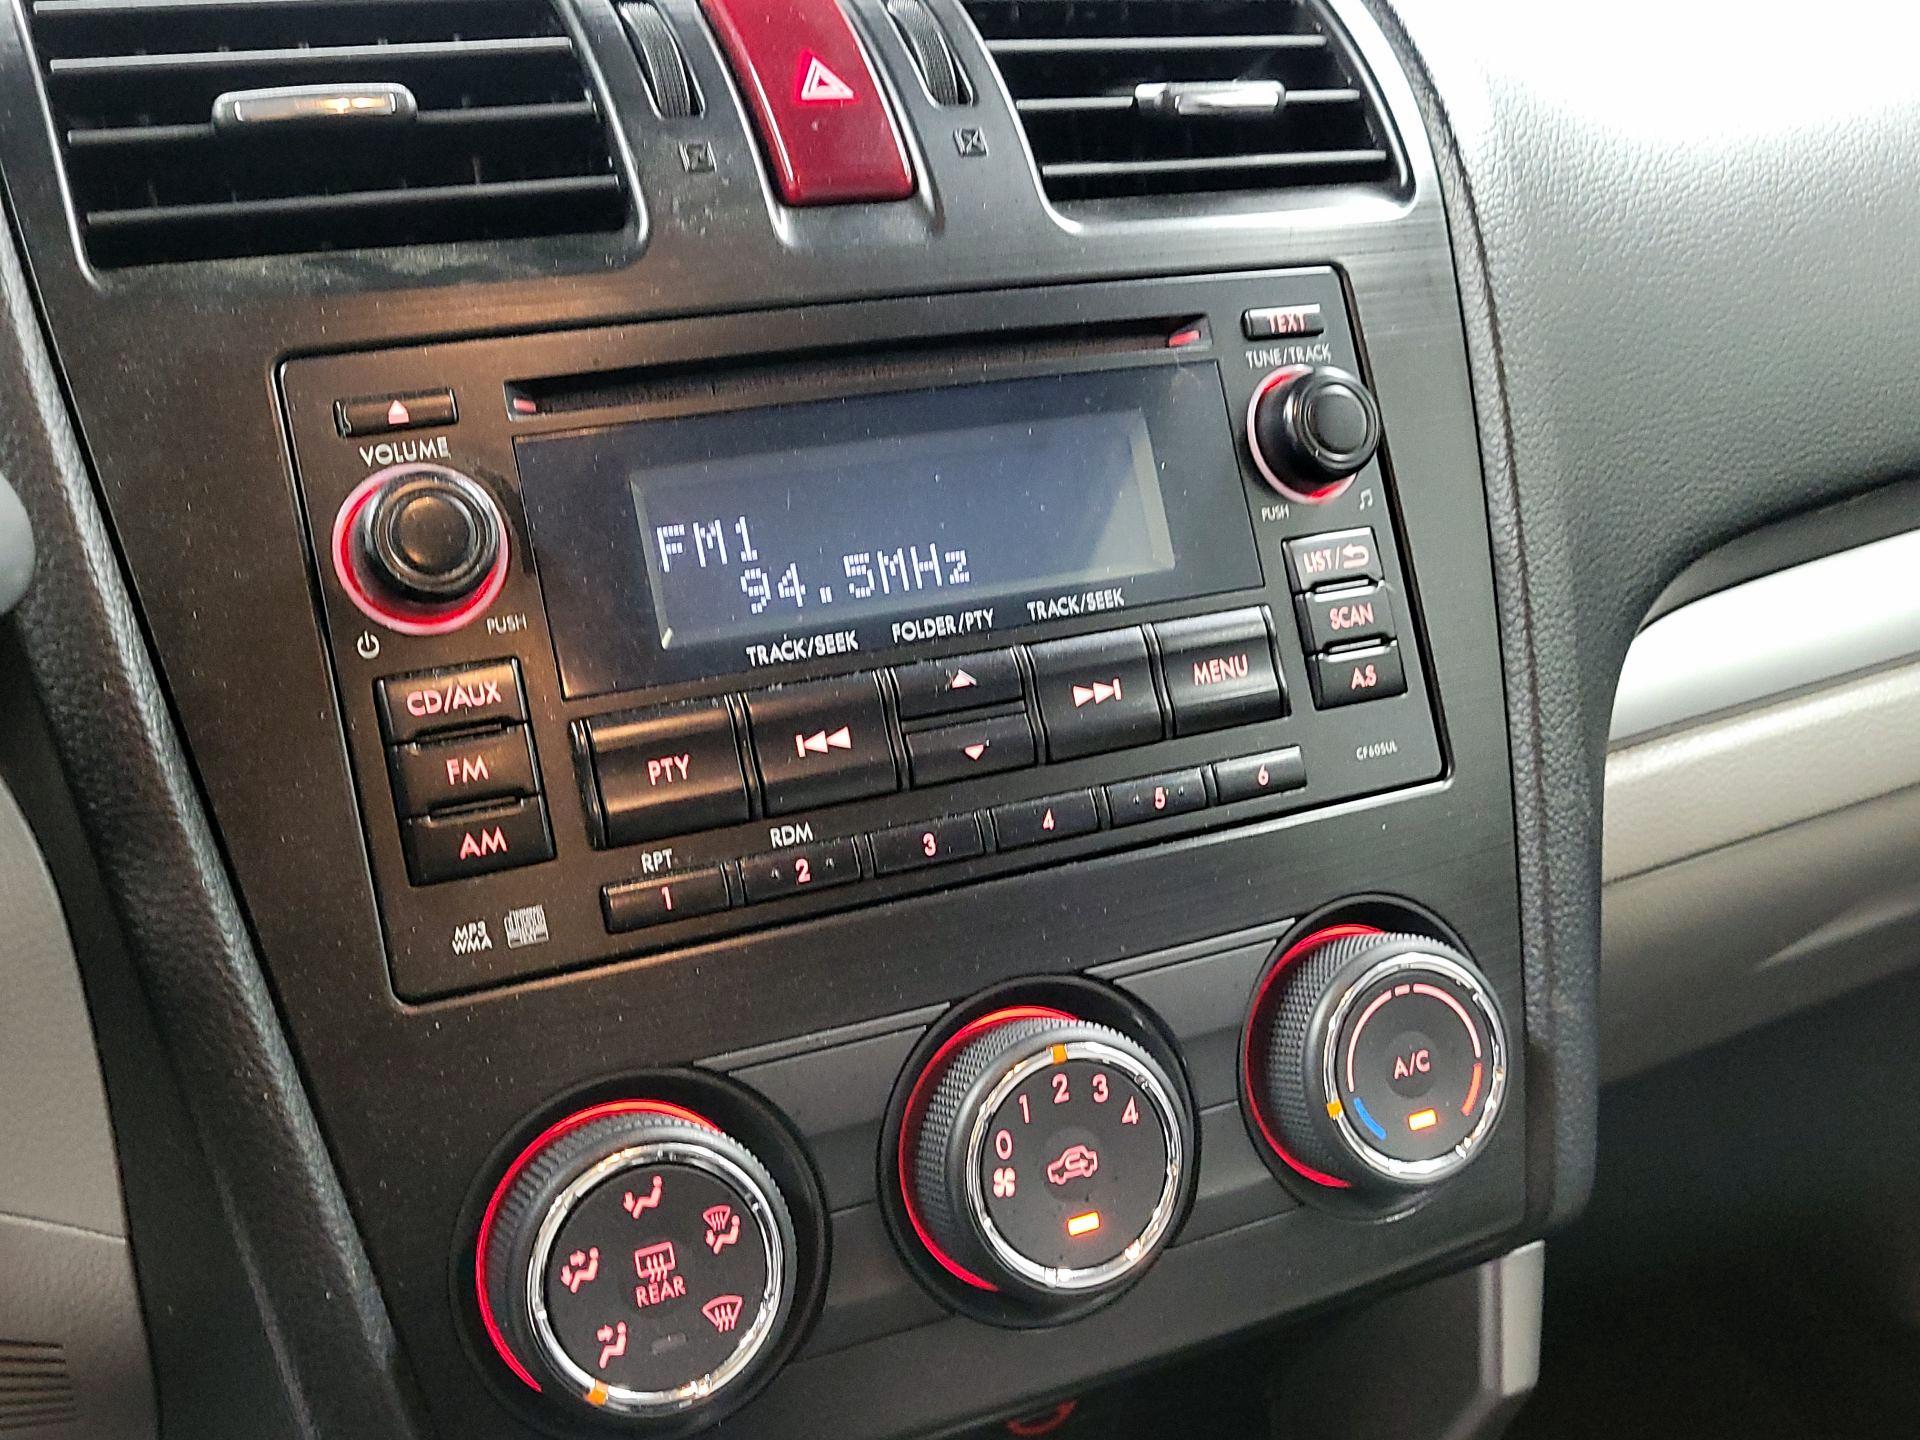 TEXT
TUNE/TRACK
VOLUME
PUSH
PUSH
FM1
94.5MHz
TRACK/SEEK FOLDER/PTY TRACK/SEEK
LIST/
SCAN
A.S
CD/AUX
FM
AM
PTY
MENU
CF605UL
RPT RDM
1 2 3 4 5 6
MP3
WMA
A/C
0 1 2 3 4
REAR